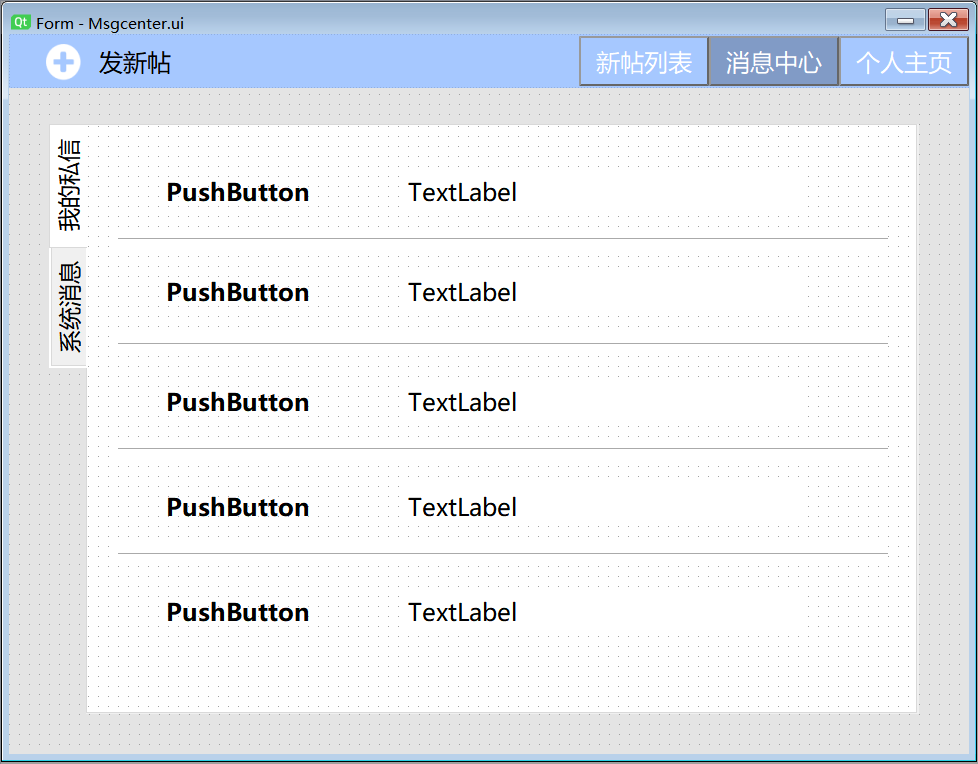 Qt Form - Msgcenter.ui
发新帖 新帖列表 消息中心 个人主页
我的私信
系统消息
PushButton TextLabel
PushButton TextLabel
PushButton TextLabel
PushButton TextLabel
PushButton TextLabel